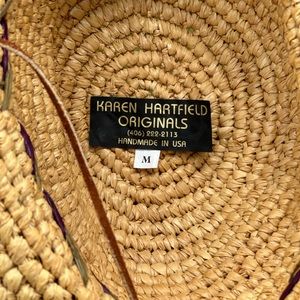 KAREN HARTFIELD
ORIGINALS
(406) 222-2113
HANDMADE IN USA
M